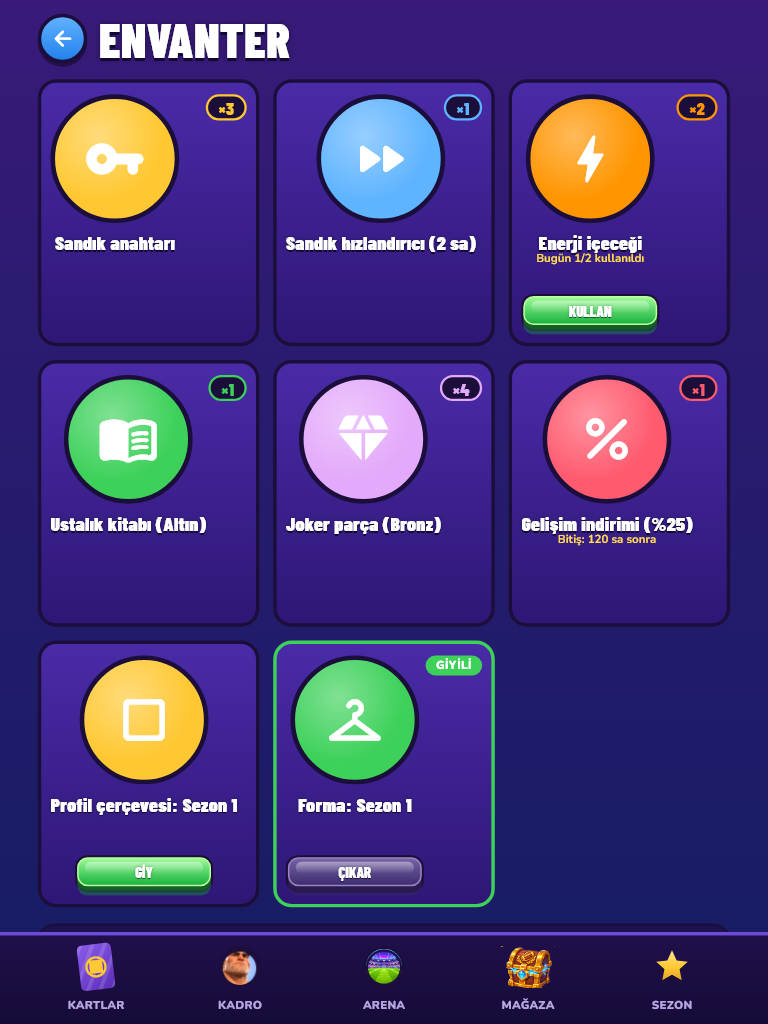 ENVANTER
×3
Sandık anahtarı
×1
Sandık hızlandırıcı (2 sa)
×2
Enerji içeceği
Bugün 1/2 kullanıldı
KULLAN
×1
Ustalık kitabı (Altın)
×4
Joker parça (Bronz)
×1
Gelişim indirimi (%25)
Bitiş: 120 sa sonra
Profil çerçevesi: Sezon 1
GİY
GİYİLİ
Forma: Sezon 1
ÇIKAR
KARTLAR
KADRO
ARENA
MAĞAZA
SEZON